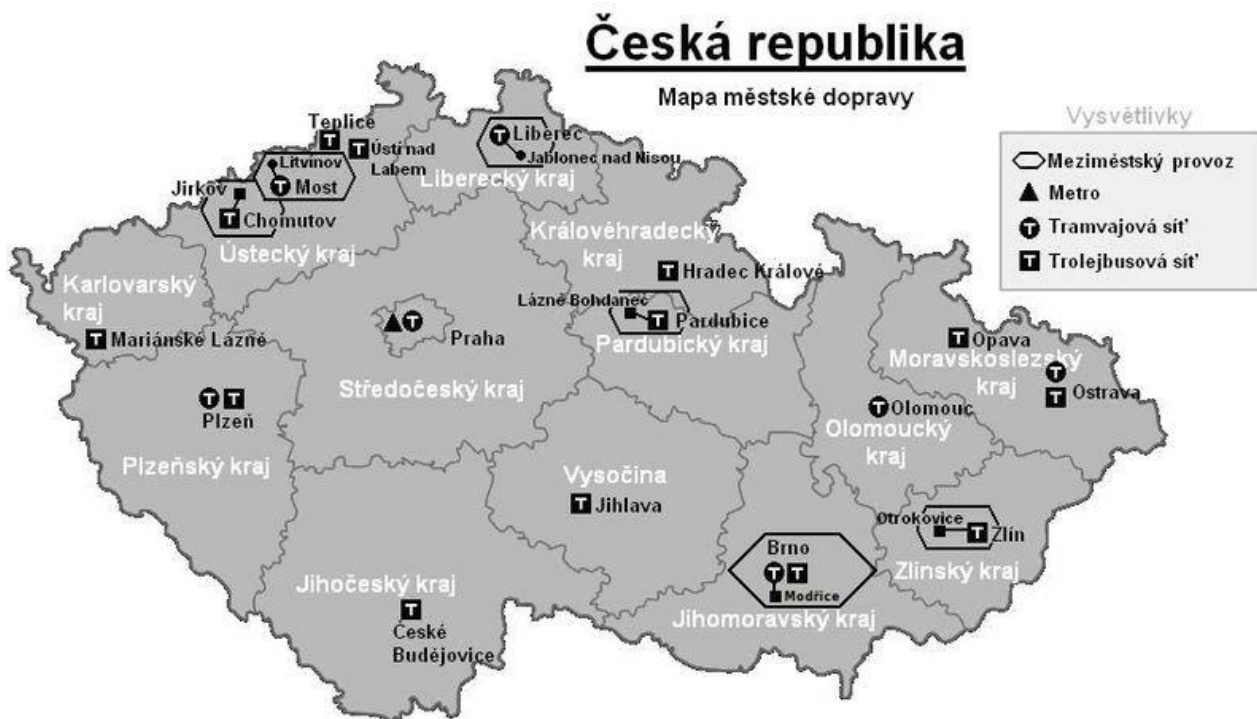 Česká republika
Mapa městské dopravy
Vysvětlivky
Meziměstský provoz
Metro
T Tramvajová síť
T Trolejbusová síť
Teplice
T
T Ústí nad
Labem
Litvínov
T Most
Jirkov
T Chomutov
Ústecký kraj
T Liberec
Jablonec nad Nisou
Liberecký kraj
Královéhradecký
kraj
T Hradec Králové
Lázně Bohdaneč
T Pardubice
Pardubický kraj
Karlovarský
kraj
T Mariánské Lázně
T Praha
Středočeský kraj
T T
Plzeň
Plzeňský kraj
T Opava
Moravskoslezský
kraj
T
T Ostrava
T Olomouc
Olomoucký
kraj
Vysočina
T Jihlava
Otrokovice
T Zlín
Zlínský kraj
Brno
T T
Modřice
Jihomoravský kraj
Jihočeský kraj
T
České
Budějovice